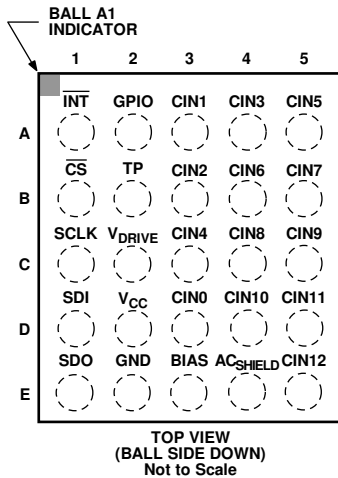 BALL A1
INDICATOR
1 2 3 4 5
INT GPIO CIN1 CIN3 CIN5
A
CS TP CIN2 CIN6 CIN7
B
SCLK VDRIVE CIN4 CIN8 CIN9
C
SDI VCC CIN0 CIN10 CIN11
D
SDO GND BIAS ACSHIELD CIN12
E
TOP VIEW
(BALL SIDE DOWN)
Not to Scale